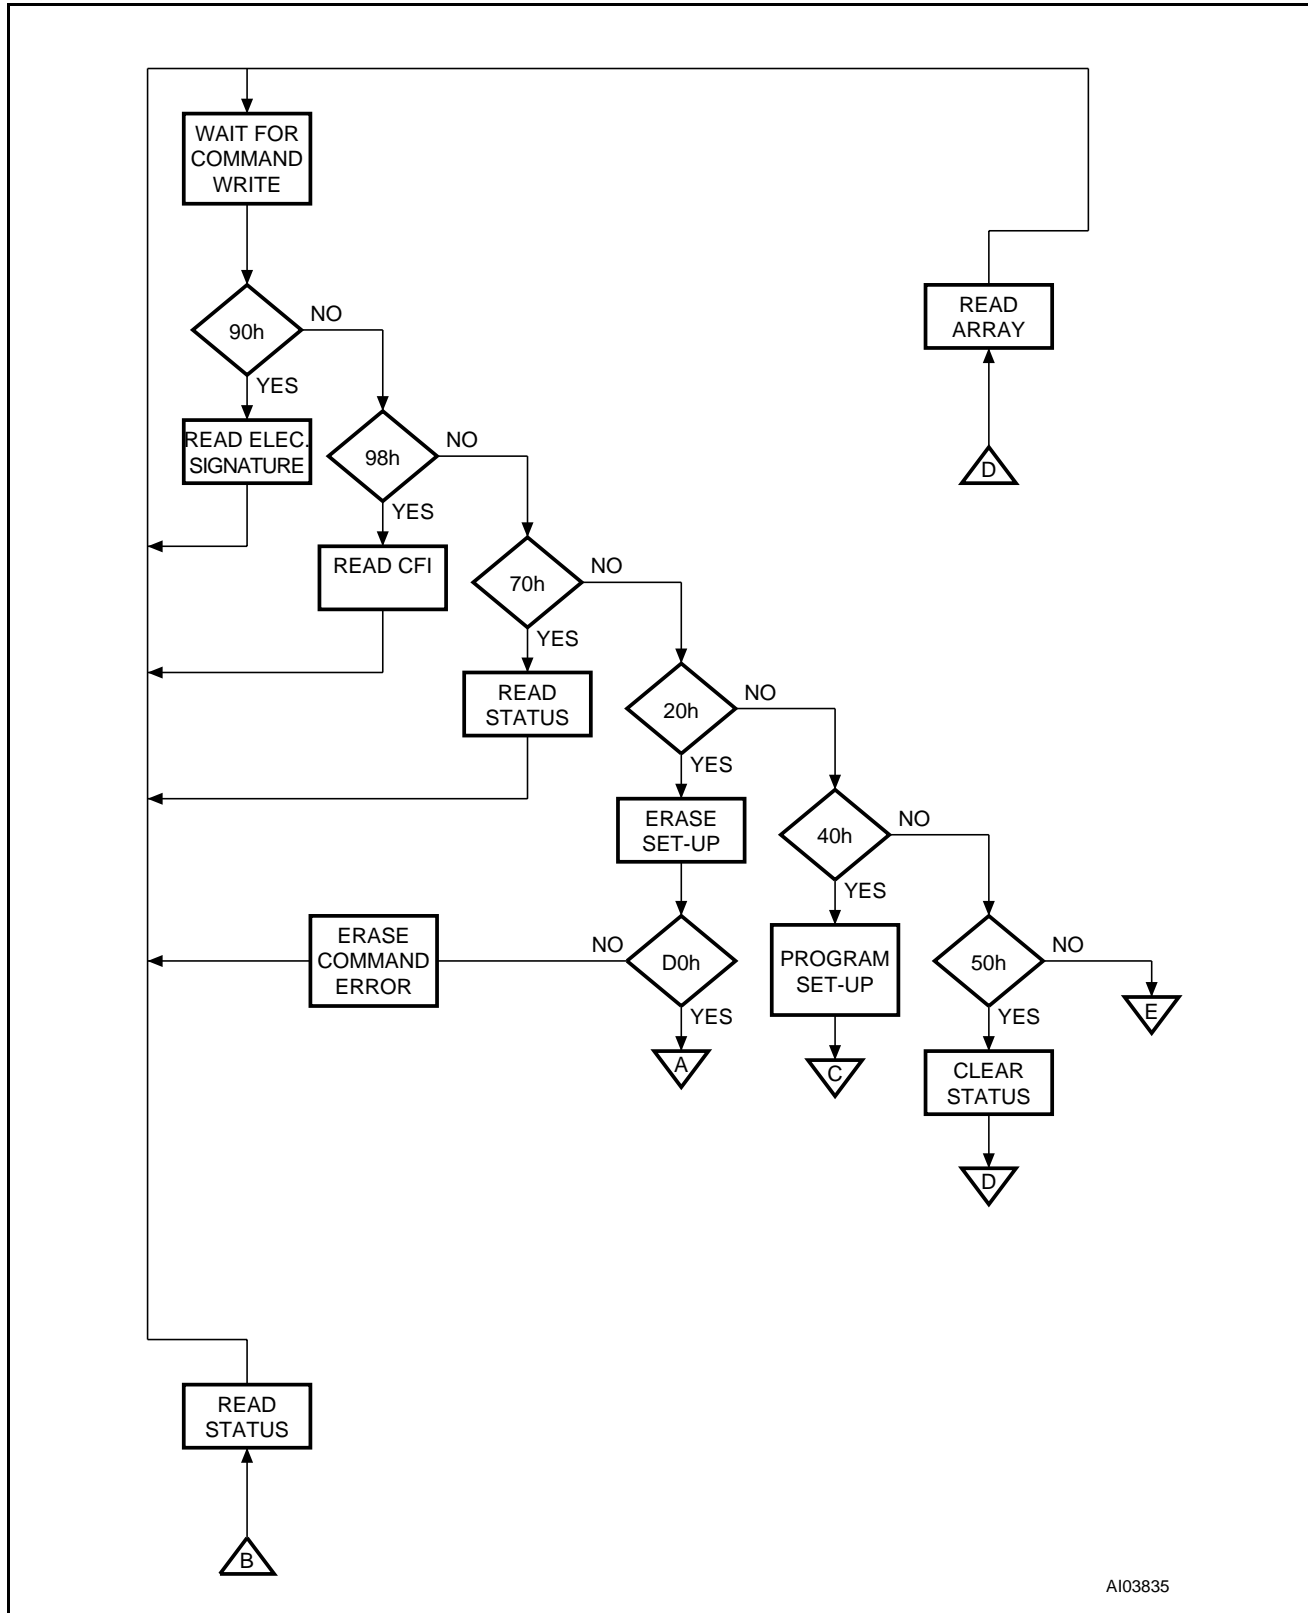 WAIT FOR
COMMAND
WRITE
90h
NO
YES
READ ELEC.
SIGNATURE
READ
ARRAY
D
98h
NO
YES
READ CFI
70h
NO
YES
READ
STATUS
20h
NO
YES
ERASE
SET-UP
40h
NO
YES
ERASE
COMMAND
ERROR
NO
D0h
YES
A
PROGRAM
SET-UP
C
50h
NO
YES
E
CLEAR
STATUS
D
READ
STATUS
B
AI03835